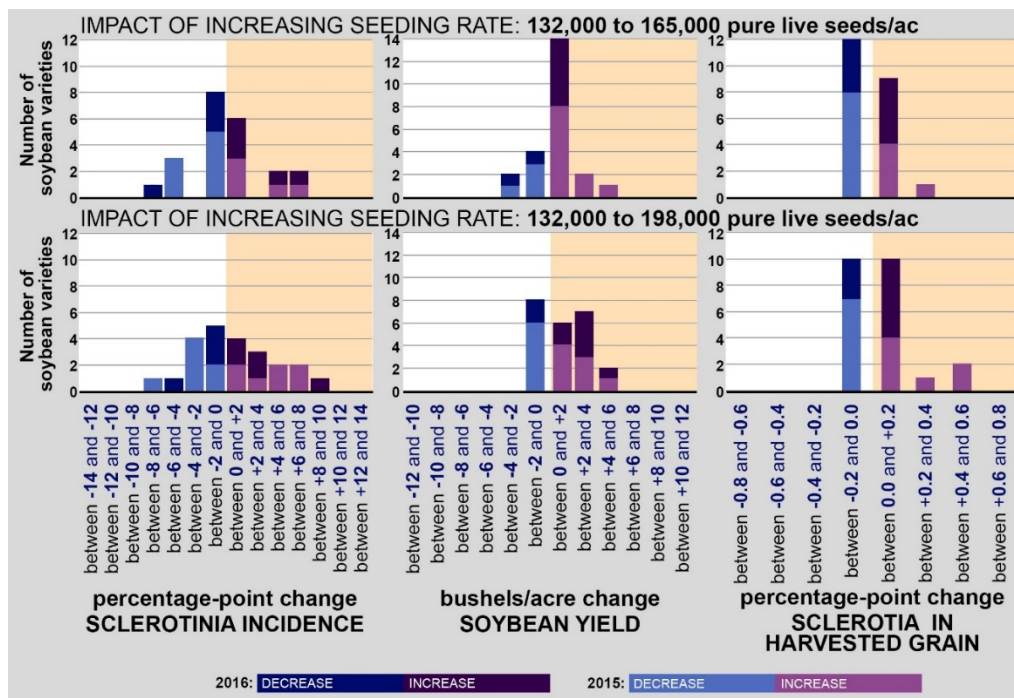 IMPACT OF INCREASING SEEDING RATE: 132,000 to 165,000 pure live seeds/ac
Number of
soybean varieties
12
10
8
6
4
2
0
14
12
10
8
6
4
2
0
12
10
8
6
4
2
0
IMPACT OF INCREASING SEEDING RATE: 132,000 to 198,000 pure live seeds/ac
Number of
soybean varieties
12
10
8
6
4
2
0
14
12
10
8
6
4
2
0
12
10
8
6
4
2
0
between -14 and -12
between -12 and -10
between -10 and -8
between -8 and -6
between -6 and -4
between -4 and -2
between -2 and 0
between 0 and +2
between +2 and 4
between +4 and 6
between +6 and 8
between +8 and 10
between +10 and 12
between +12 and 14
between -12 and -10
between -10 and -8
between -8 and -6
between -6 and -4
between -4 and -2
between -2 and 0
between 0 and +2
between +2 and 4
between +4 and 6
between +6 and 8
between +8 and 10
between +10 and 12
between -0.8 and -0.6
between -0.6 and -0.4
between -0.4 and -0.2
between -0.2 and 0.0
between 0.0 and +0.2
between +0.2 and 0.4
between +0.4 and 0.6
between +0.6 and 0.8
percentage-point change
SCLEROTINIA INCIDENCE
bushels/acre change
SOYBEAN YIELD
percentage-point change
SCLEROTIA IN
HARVESTED GRAIN
2016: DECREASE INCREASE 2015: DECREASE INCREASE